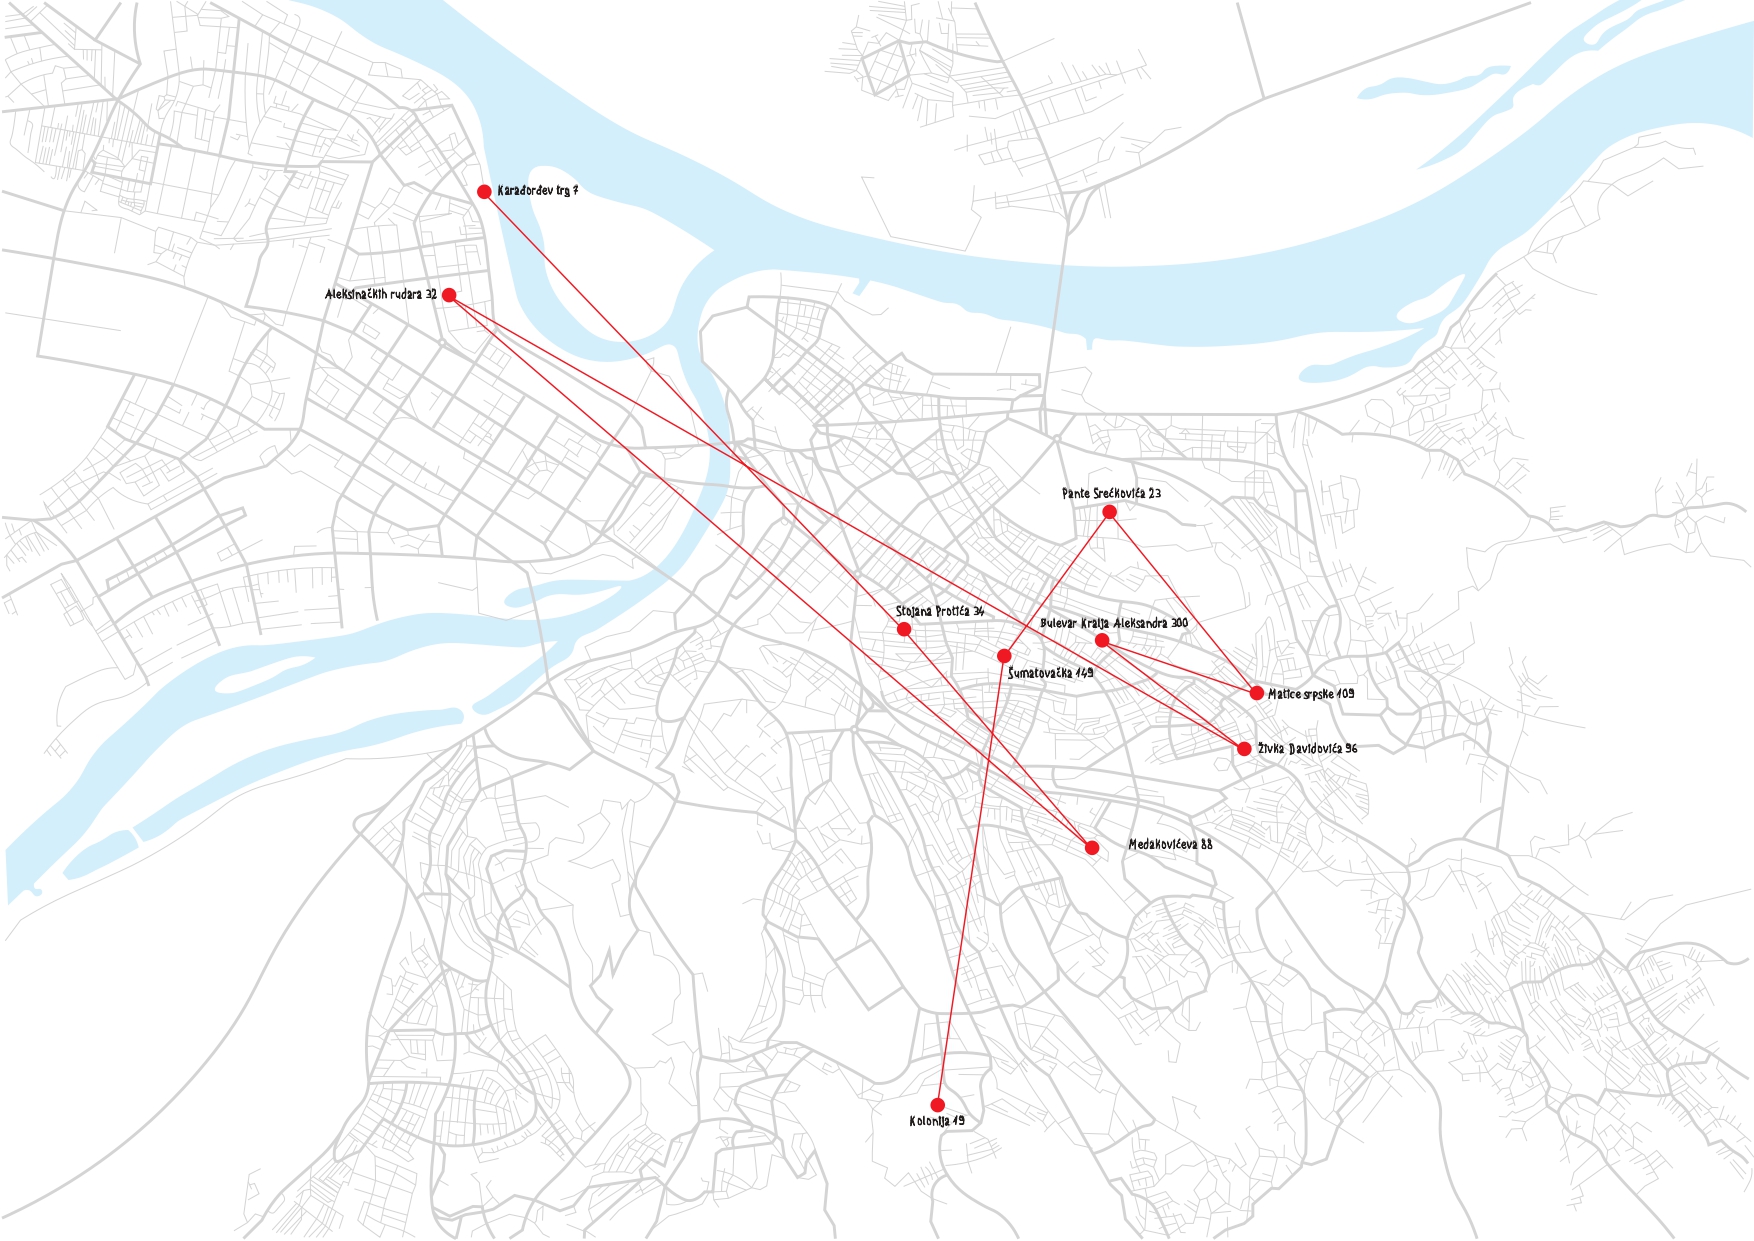 Karađorđev trg 7
Aleksinačkih rudara 32
Pante Srećkovića 23
Stojana Protića 34
Bulevar Kralja Aleksandra 300
Šumatovačka 149
Matice srpske 109
Živka Davidovića 96
Medakovićeva 88
Kolonija 19